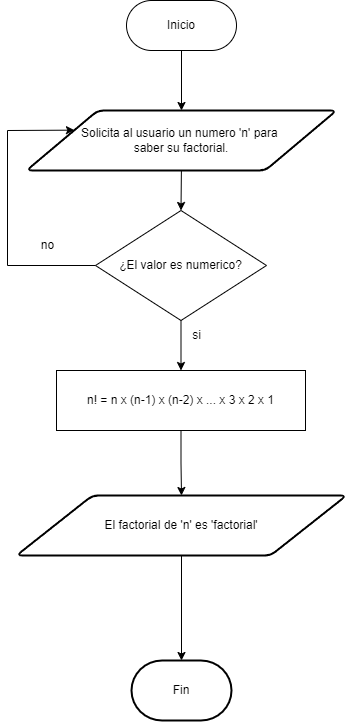 Inicio
Solicita al usuario un numero 'n' para
saber su factorial.
no
¿El valor es numerico?
si
n! = n x (n-1) x (n-2) x ... x 3 x 2 x 1
El factorial de 'n' es 'factorial'
Fin